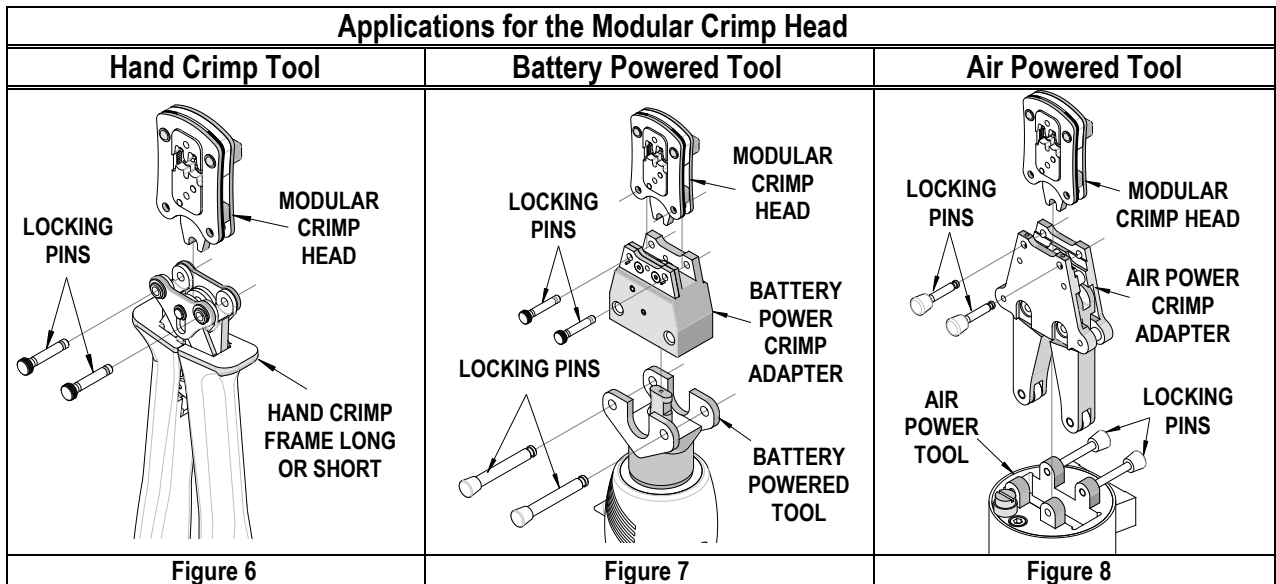 Applications for the Modular Crimp Head
Hand Crimp Tool
Battery Powered Tool
Air Powered Tool
LOCKING
PINS
MODULAR
CRIMP
HEAD
HAND CRIMP
FRAME LONG
OR SHORT
LOCKING
PINS
MODULAR
CRIMP
HEAD
BATTERY
POWER
CRIMP
ADAPTER
LOCKING PINS
BATTERY
POWERED
TOOL
LOCKING
PINS
MODULAR
CRIMP HEAD
AIR POWER
CRIMP
ADAPTER
AIR
POWER
TOOL
LOCKING
PINS
Figure 6
Figure 7
Figure 8